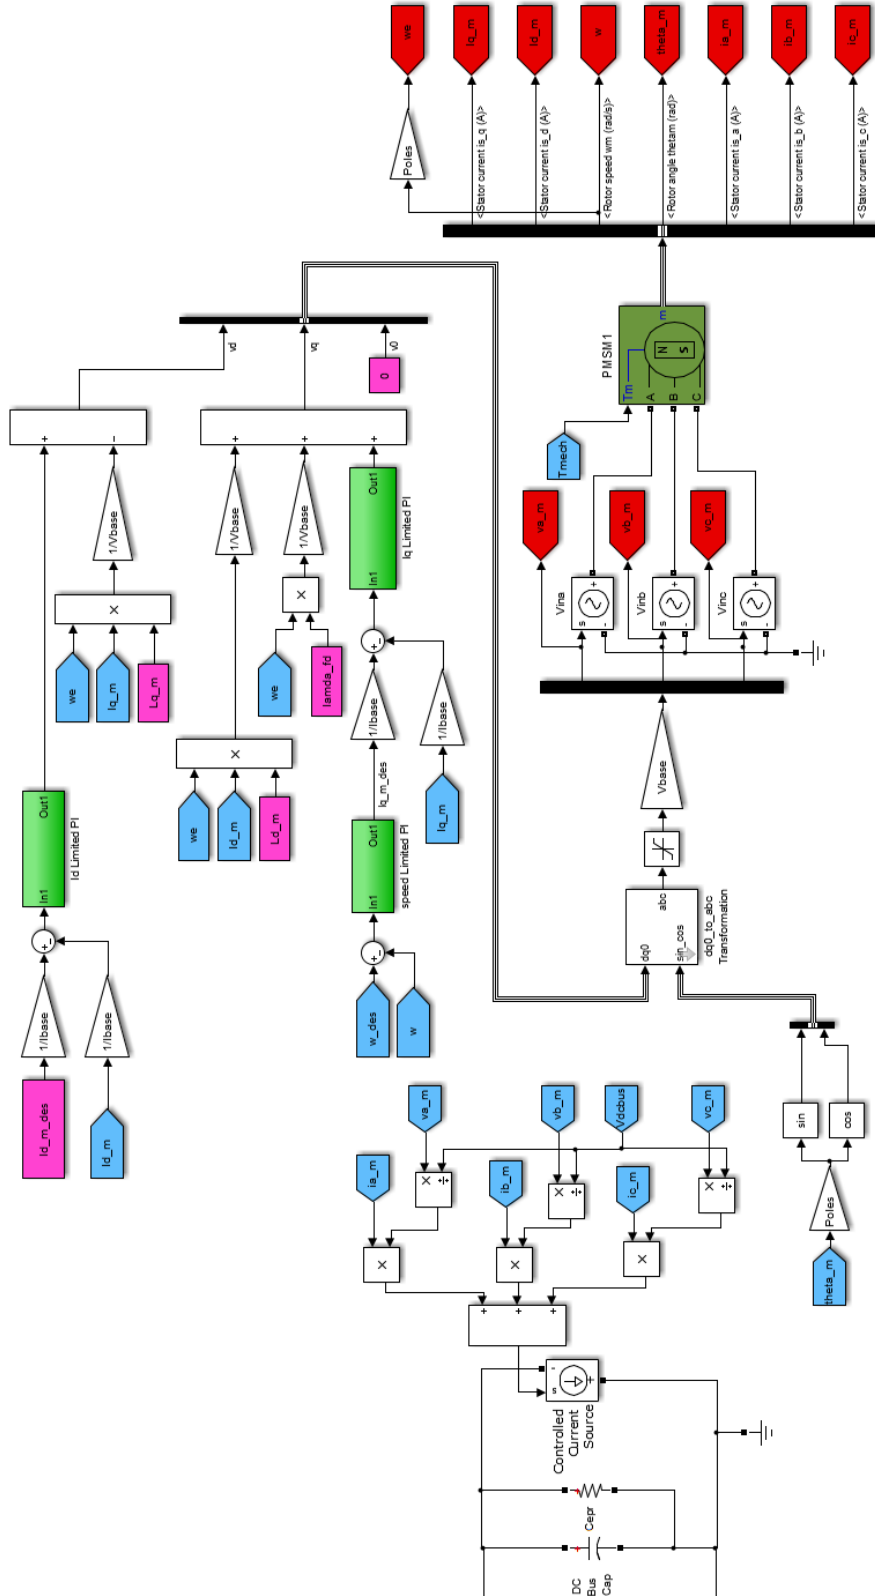 we
Iq_m
Id_m
w
theta_m
ia_m
ib_m
ic_m
Poles
<Stator current is_q (A)>
<Stator current is_d (A)>
<Rotor speed wm (rad/s)>
<Rotor angle thetam (rad)>
<Stator current is_a (A)>
<Stator current is_b (A)>
<Stator current is_c (A)>
vd
vq
v0
0
+
-
+
+
+
1/Vbase
1/Vbase
1/Vbase
×
×
we
Iq_m
Lq_m
we
lamda_fd
×
we
Id_m
Ld_m
In1
Out1
Id Limited PI
In1
Out1
Iq Limited PI
+
-
1/Ibase
1/Ibase
Iq_m_des
Iq_m
In1
Out1
speed Limited PI
+
-
w_des
w
+
-
1/Ibase
1/Ibase
Id_m_des
Id_m
PMSM1
m
N
S
Tm
A
B
C
Tmech
va_m
vb_m
vc_m
Vina
Vinb
Vinc
s
+
-
s
+
-
s
+
-
Vbase
abc
dq0
sin_cos
dq0_to_abc
Transformation
sin
cos
Poles
theta_m
va_m
vb_m
Vdcbus
vc_m
ia_m
ib_m
ic_m
×
÷
×
÷
×
÷
×
×
×
+
+
+
-
s
+
Controlled
Current
Source
+
Cepr
+
DC
Bus
Cap